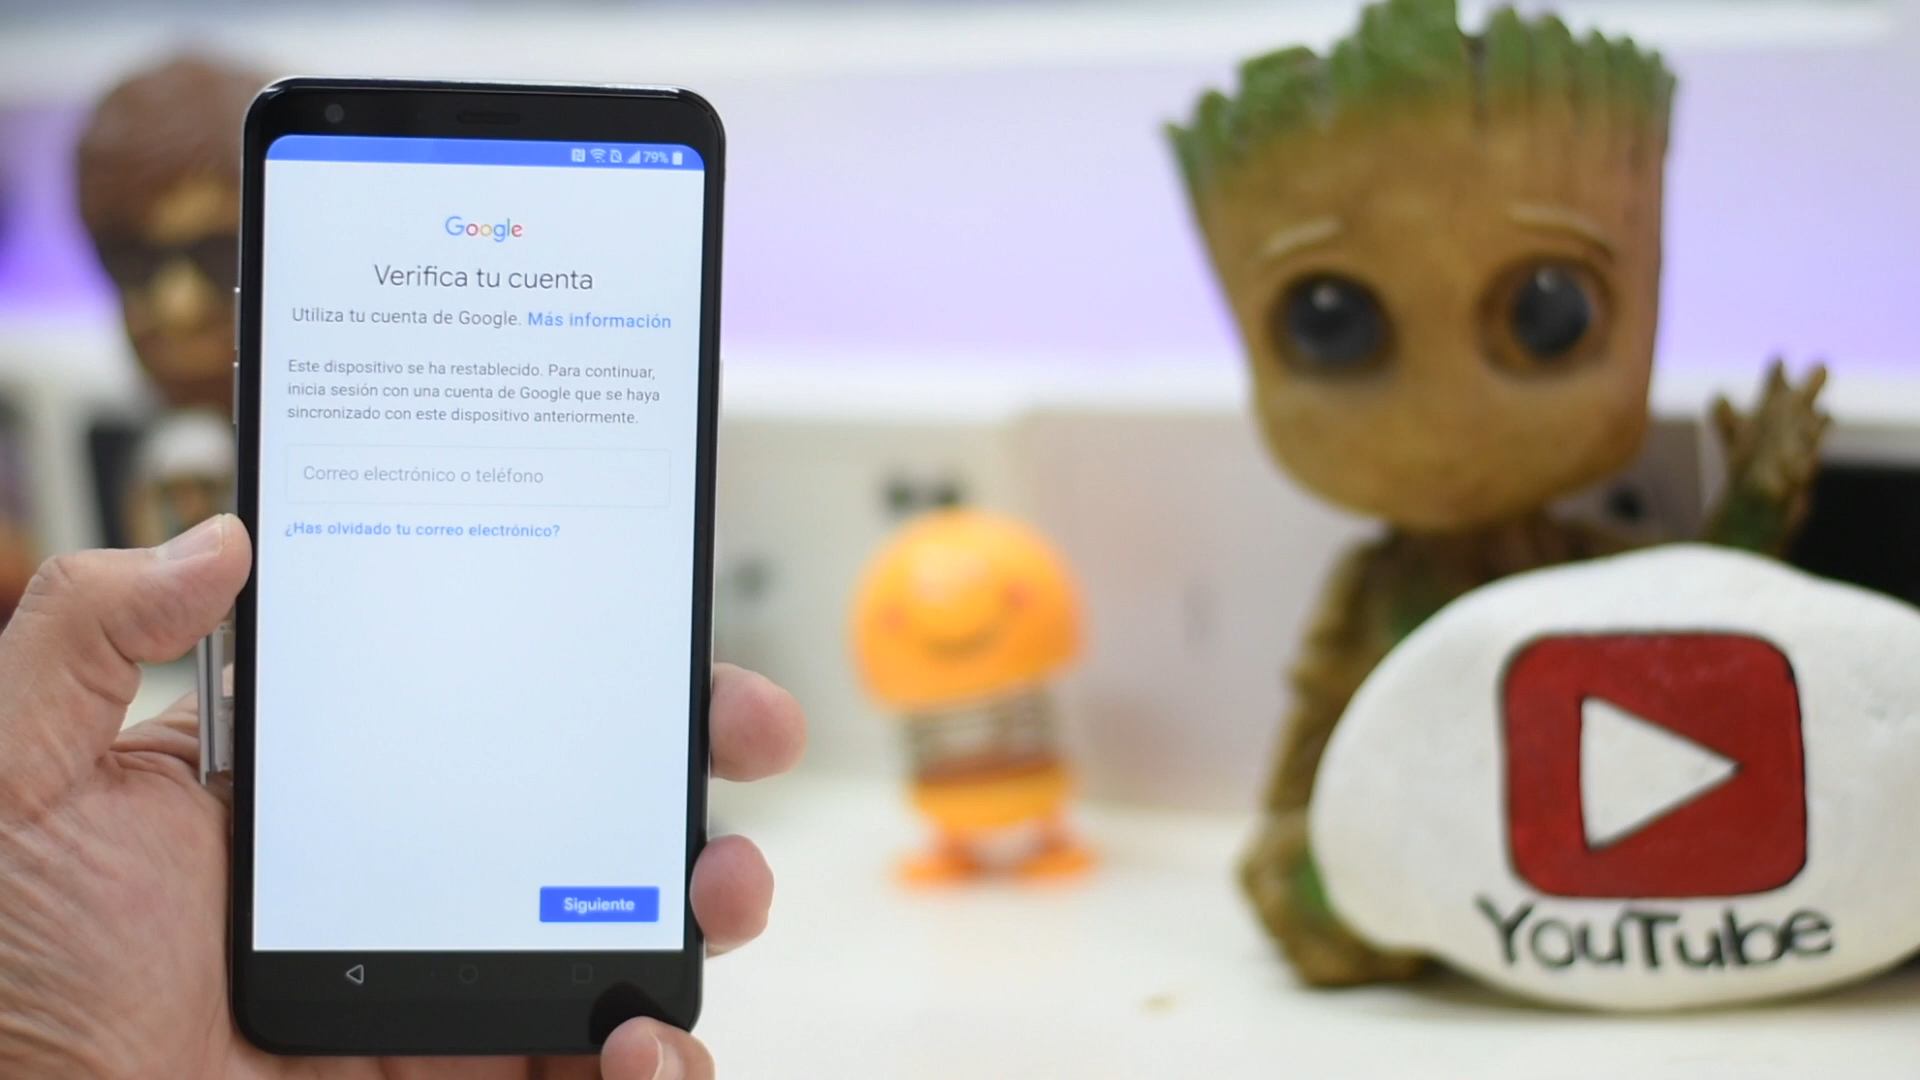 79%
Google
Verifica tu cuenta
Utiliza tu cuenta de Google. Más información
Este dispositivo se ha restablecido. Para continuar,
inicia sesión con una cuenta de Google que se haya
sincronizado con este dispositivo anteriormente.
Correo electrónico o teléfono
¿Has olvidado tu correo electrónico?
Siguiente
YouTube